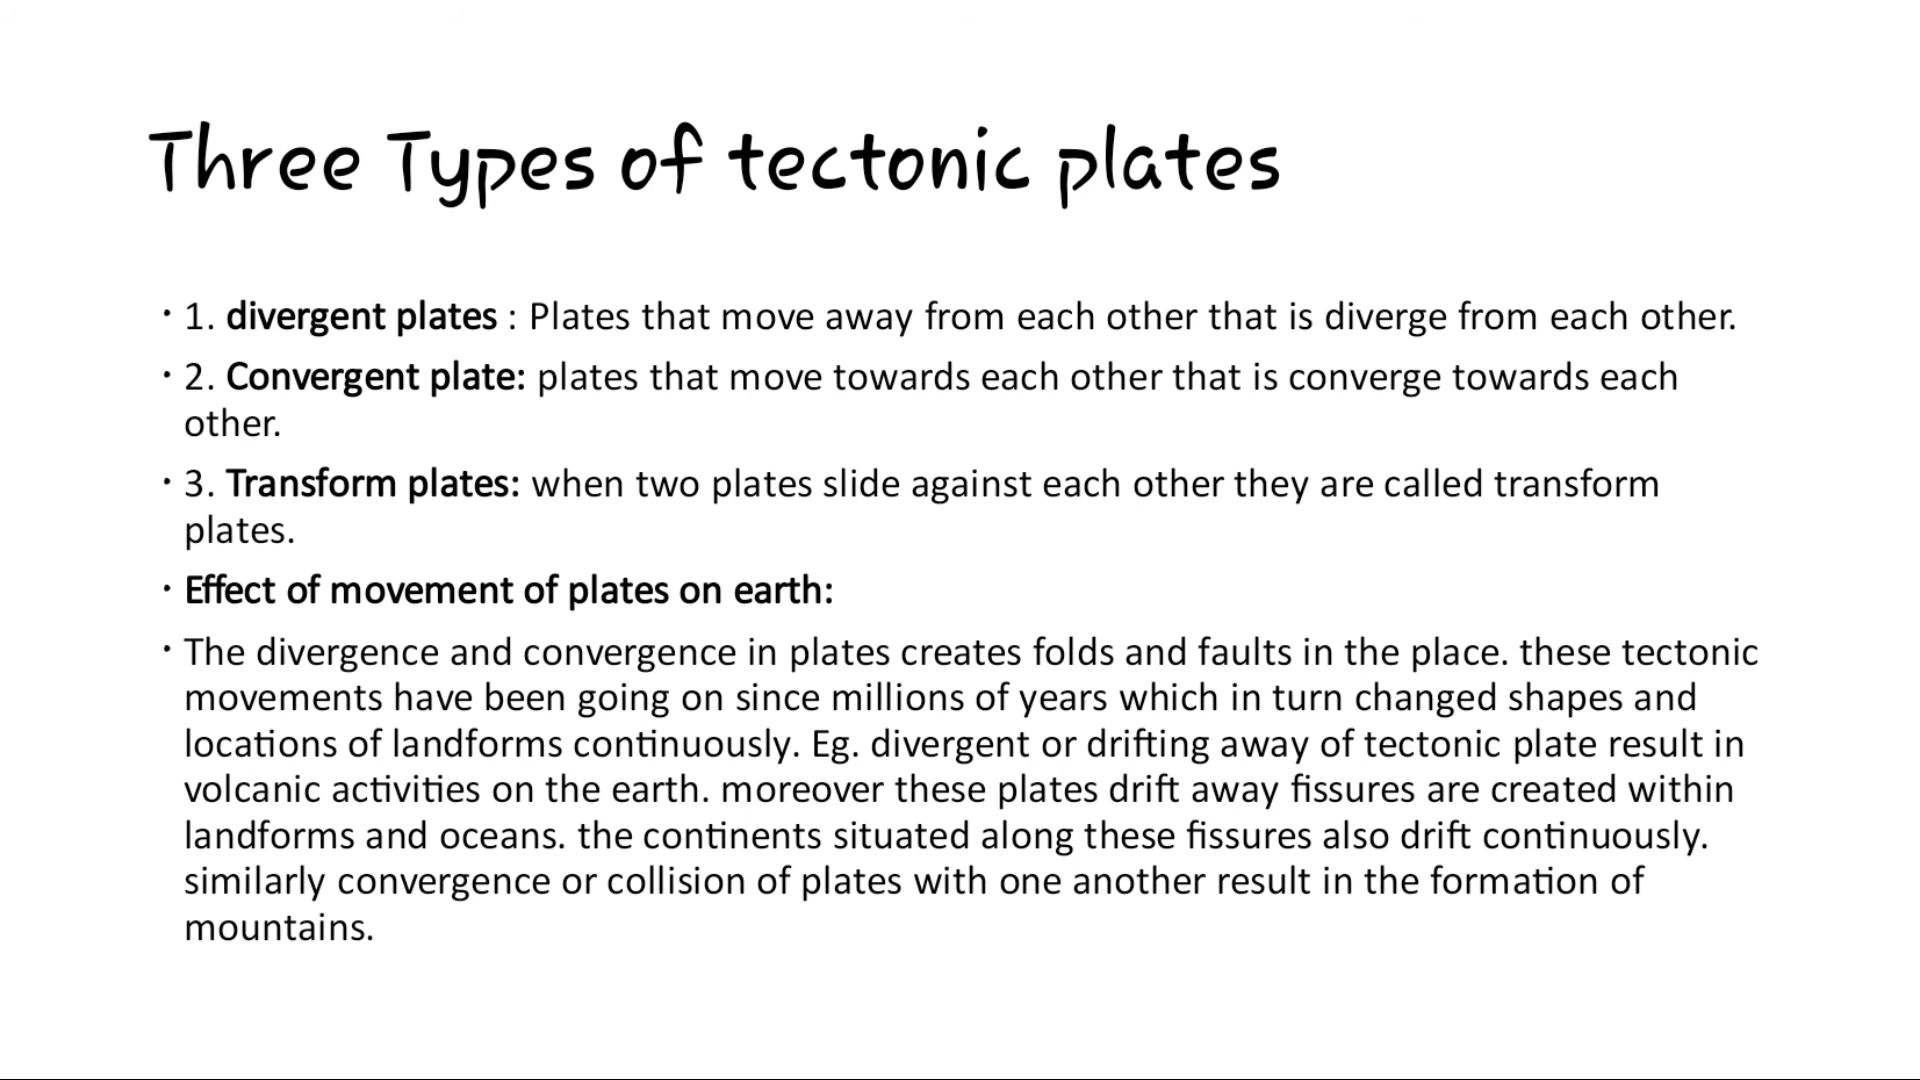 Three Types of tectonic plates
• 1. divergent plates : Plates that move away from each other that is diverge from each other.
• 2. Convergent plate: plates that move towards each other that is converge towards each
other.
• 3. Transform plates: when two plates slide against each other they are called transform
plates.
• Effect of movement of plates on earth:
• The divergence and convergence in plates creates folds and faults in the place. these tectonic
movements have been going on since millions of years which in turn changed shapes and
locations of landforms continuously. Eg. divergent or drifting away of tectonic plate result in
volcanic activities on the earth. moreover these plates drift away fissures are created within
landforms and oceans. the continents situated along these fissures also drift continuously.
similarly convergence or collision of plates with one another result in the formation of
mountains.